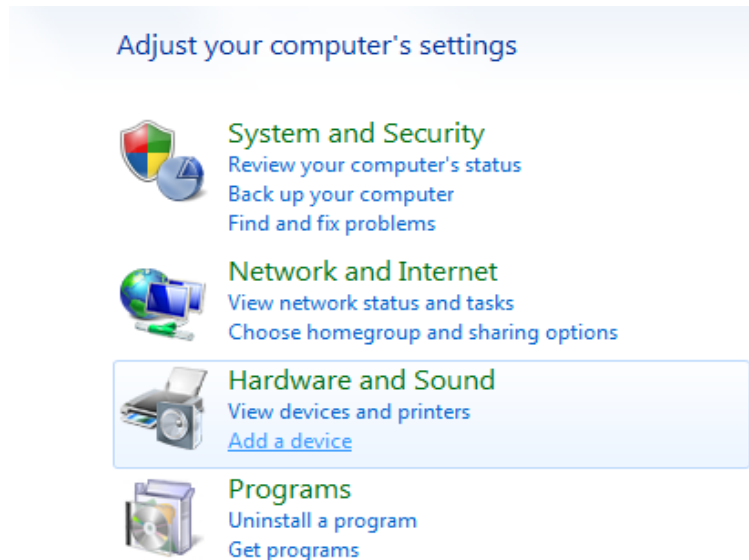 Adjust your computer's settings
System and Security
Review your computer's status
Back up your computer
Find and fix problems
Network and Internet
View network status and tasks
Choose homegroup and sharing options
Hardware and Sound
View devices and printers
Add a device
Programs
Uninstall a program
Get programs